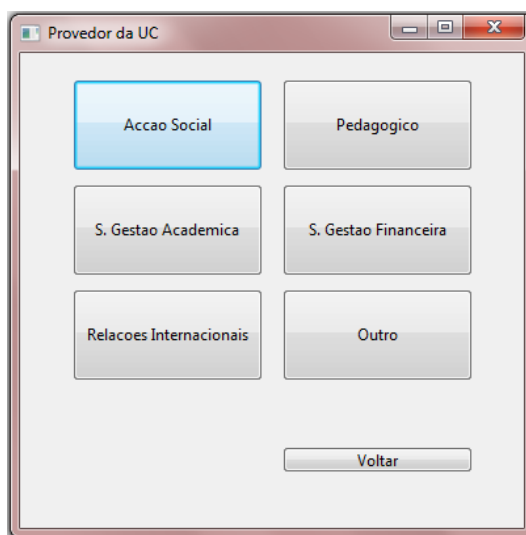 Provedor da UC
Accao Social
Pedagogico
S. Gestao Academica
S. Gestao Financeira
Relacoes Internacionais
Outro
Voltar